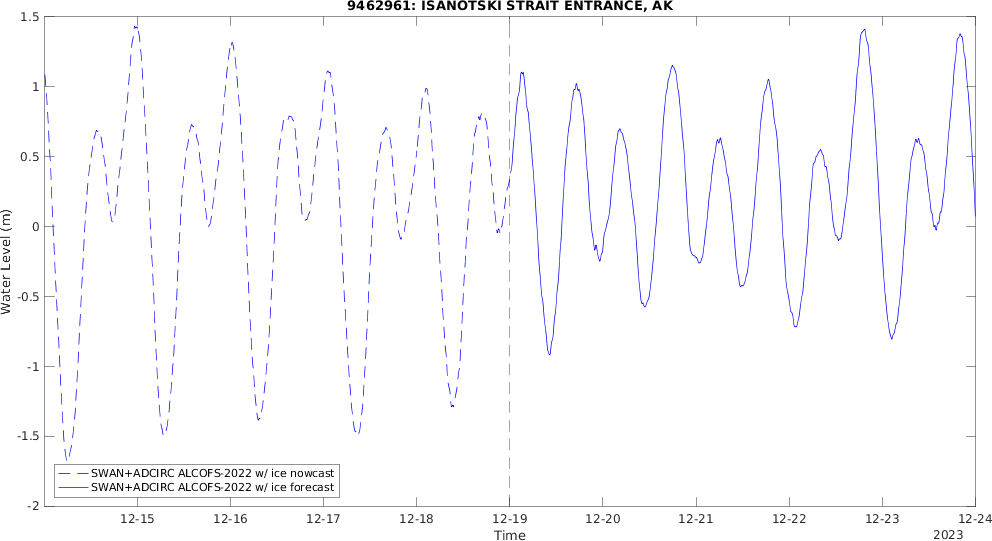 9462961: ISANOTSKI STRAIT ENTRANCE, AK
1.5
1
0.5
0
-0.5
-1
-1.5
-2
Water Level (m)
SWAN+ADCIRC ALCOFS-2022 w/ ice nowcast
SWAN+ADCIRC ALCOFS-2022 w/ ice forecast
12-15 12-16 12-17 12-18 12-19 12-20 12-21 12-22 12-23 12-24
Time
2023